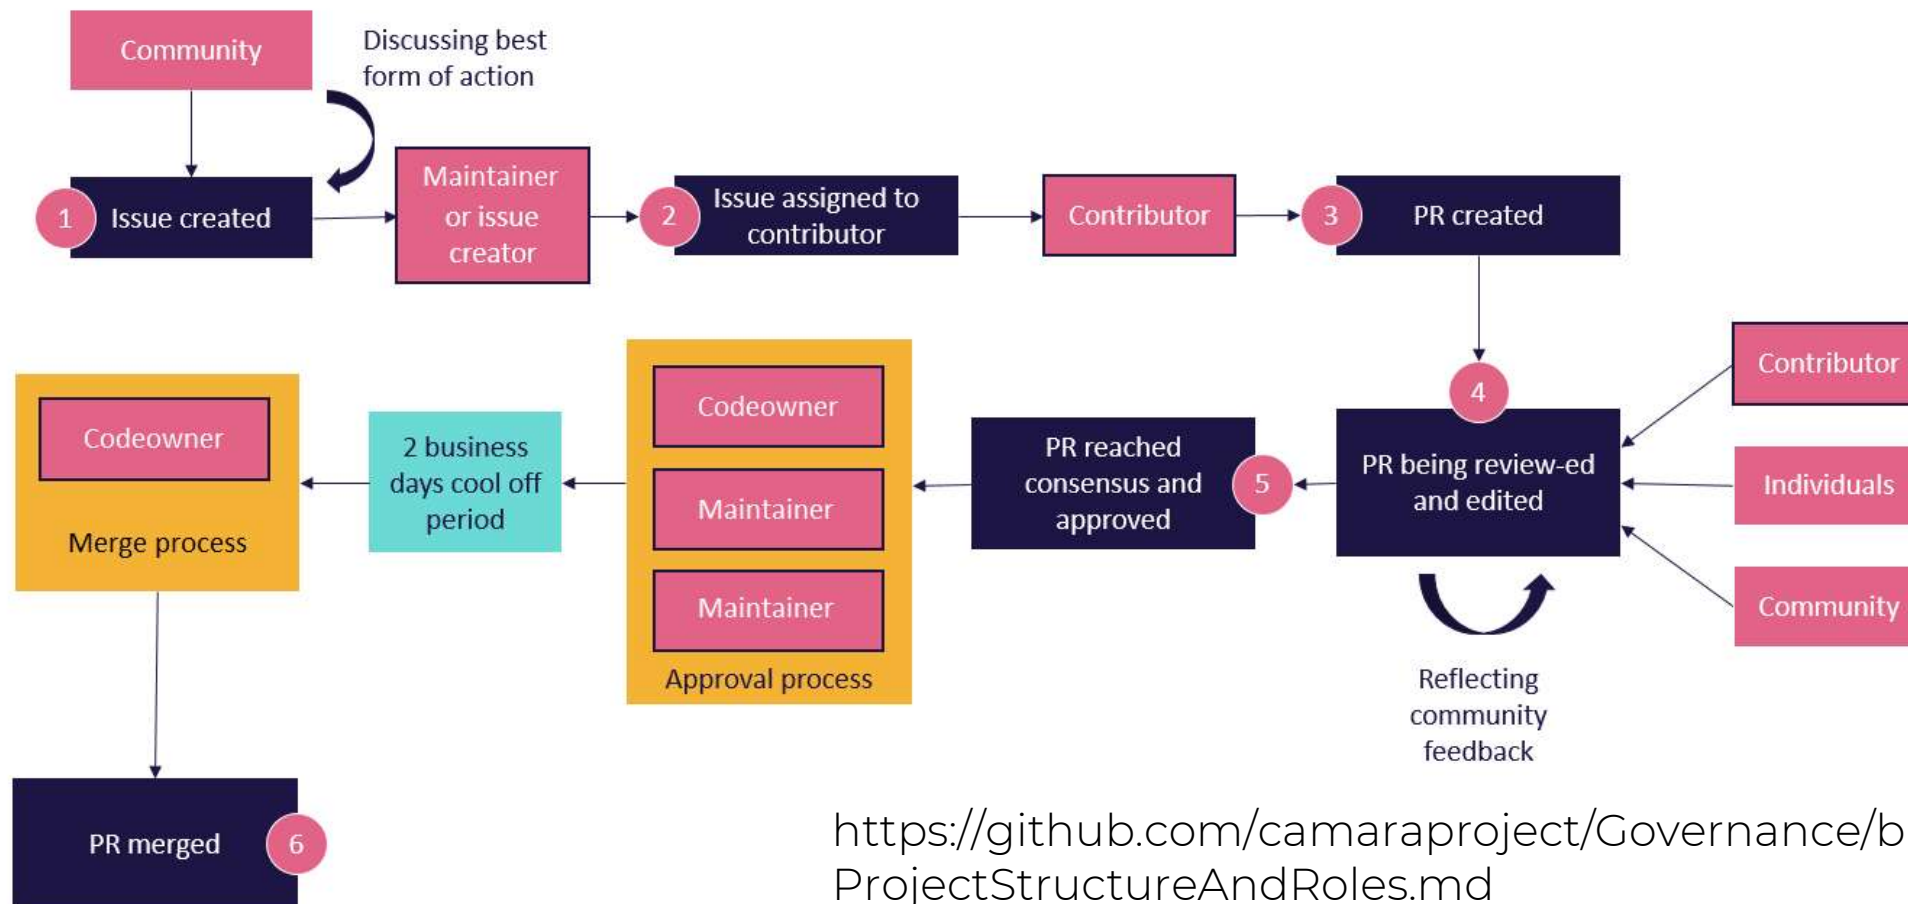 Community
Discussing best
form of action
1
Issue created
Maintainer
or issue
creator
2
Issue assigned to
contributor
Contributor
3
PR created
4
PR being review-ed
and edited
Contributor
Individuals
Community
Reflecting
community
feedback
5
PR reached
consensus and
approved
Codeowner
Maintainer
Maintainer
Approval process
2 business
days cool off
period
Codeowner
Merge process
PR merged
6
https://github.com/camaraproject/Governance/b
ProjectStructureAndRoles.md